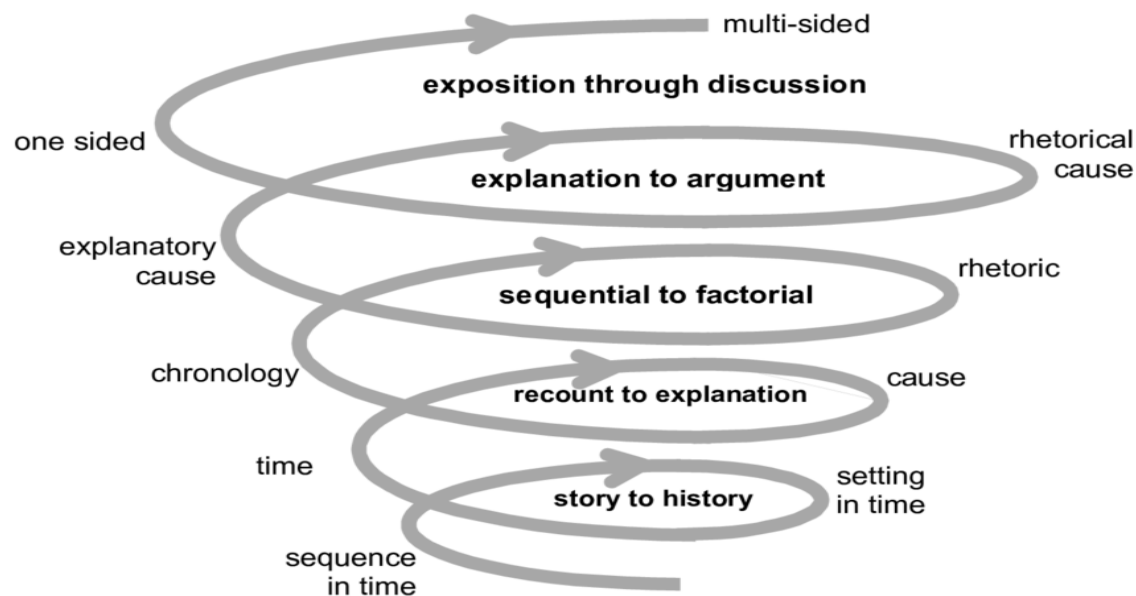 multi-sided
exposition through discussion
one sided
rhetorical
cause
explanation to argument
explanatory
cause
rhetoric
sequential to factorial
chronology
cause
recount to explanation
time
setting
in time
story to history
sequence
in time